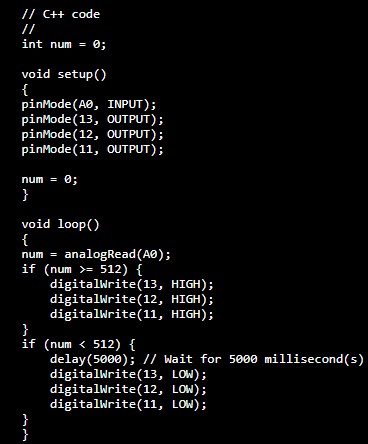 // C++ code
//
int num = 0;

void setup()
{
pinMode(A0, INPUT);
pinMode(13, OUTPUT);
pinMode(12, OUTPUT);
pinMode(11, OUTPUT);

num = 0;
}

void loop()
{
num = analogRead(A0);
if (num >= 512) {
    digitalWrite(13, HIGH);
    digitalWrite(12, HIGH);
    digitalWrite(11, HIGH);
}
if (num < 512) {
    delay(5000); // Wait for 5000 millisecond(s)
    digitalWrite(13, LOW);
    digitalWrite(12, LOW);
    digitalWrite(11, LOW);
}
}